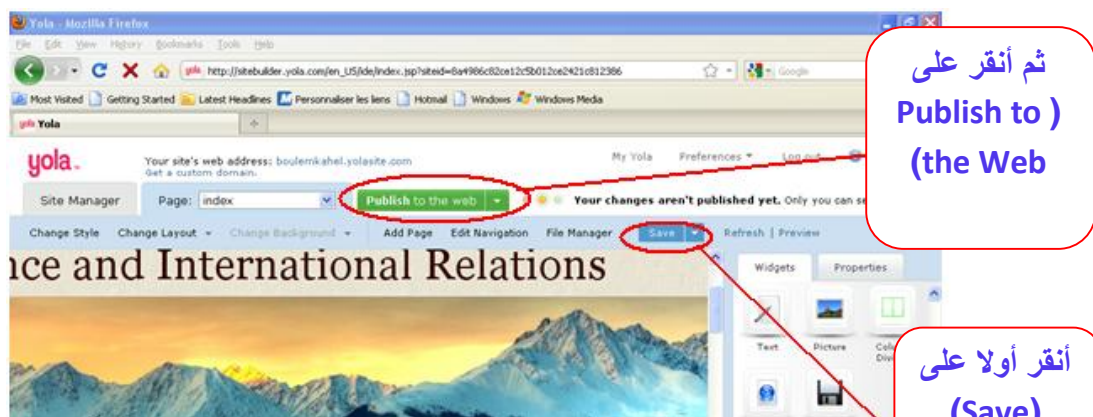 Yola - Mozilla Firefox
File Edit View History Bookmarks Tools Help
http://sitebuilder.yola.com/en_US/ide/index.jsp?siteid=8a4986c82ce12c5b012ce2421c812386
Google
Most Visited Getting Started Latest Headlines Personnaliser les liens Hotmail Windows Windows Media
yola Yola
yola
Your site's web address: boulemkahel.yolasite.com
Get a custom domain.
My Yola Preferences Log out
Site Manager Page: index Publish to the web Your changes aren't published yet. Only you can se
Change Style Change Layout Change Background Add Page Edit Navigation File Manager Save Refresh | Preview
nce and International Relations
Widgets Properties
Text Picture
ثم أنقر على
Publish to )
(the Web
أنقر أولا على
(Save)